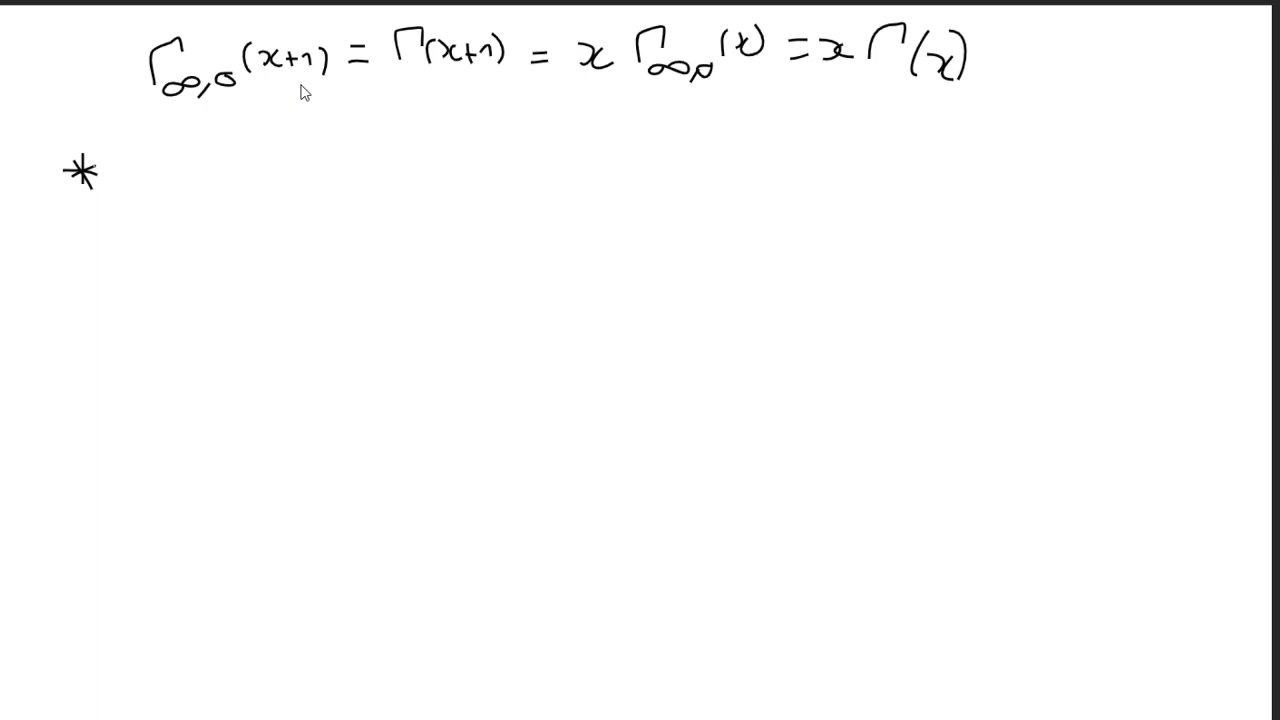 Γ∞,0(x+1) = Γ(x+1) = x Γ∞,0(x) = x Γ(x)
*